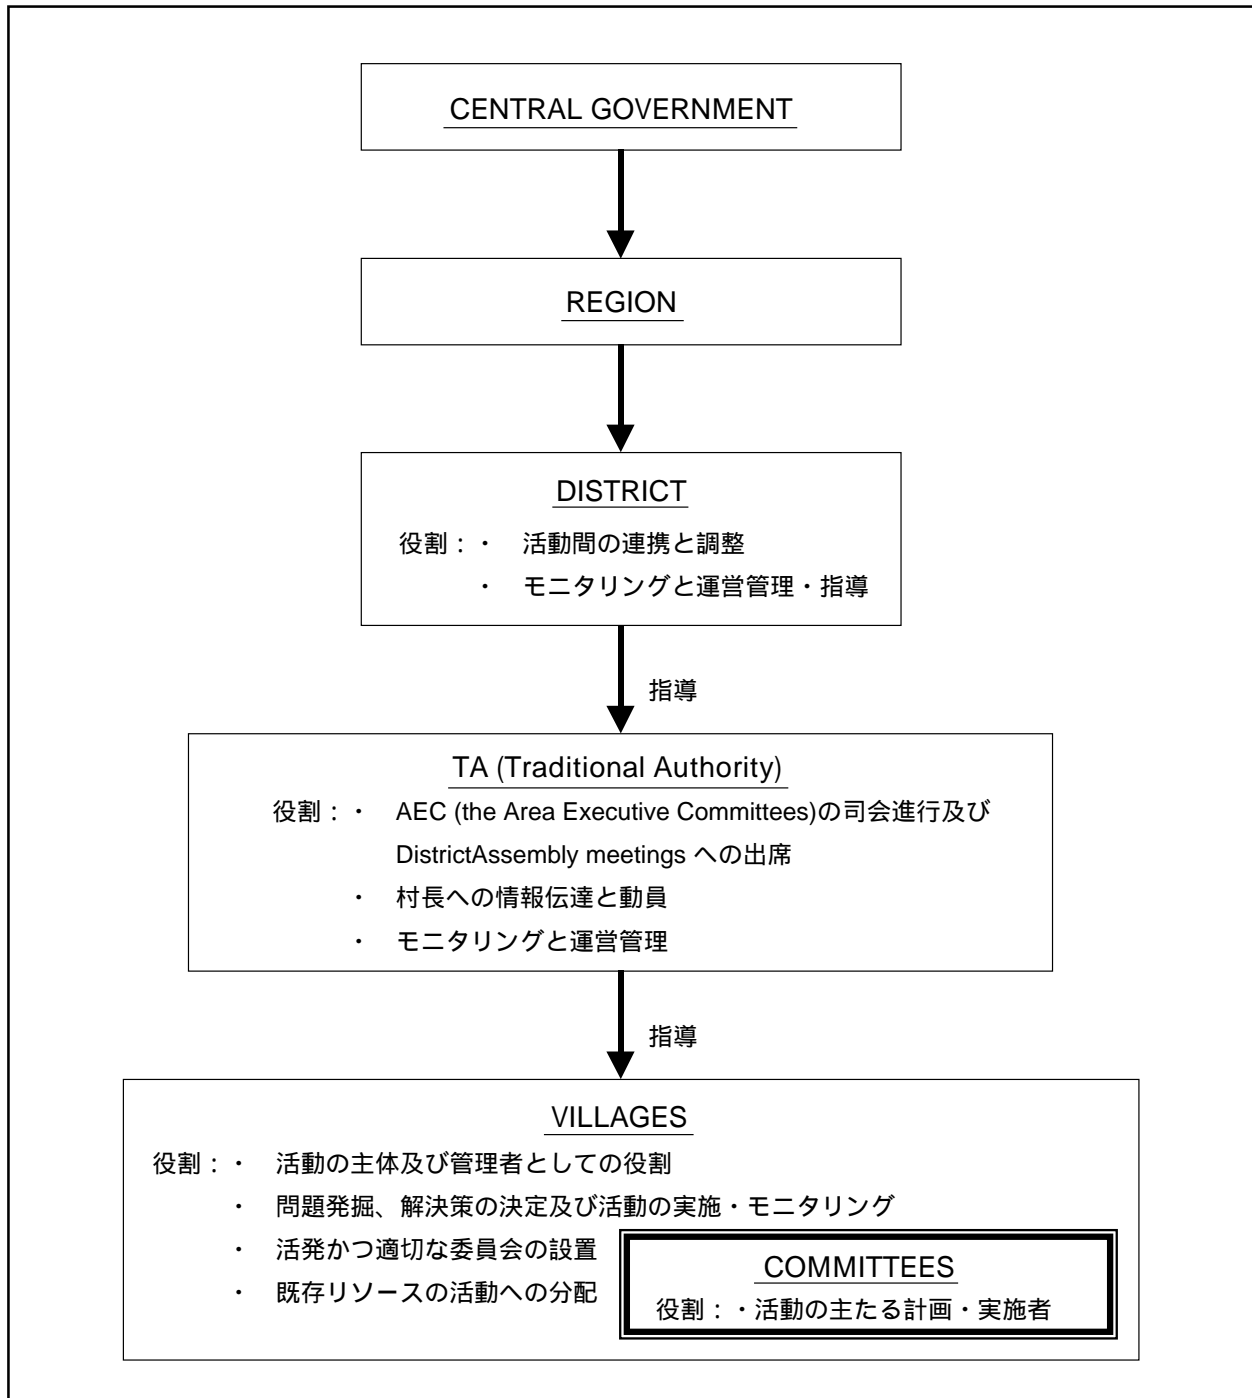 CENTRAL GOVERNMENT
REGION
DISTRICT
役割：・ 活動間の連携と調整
・ モニタリングと運営管理・指導
指導
TA (Traditional Authority)
役割：・ AEC (the Area Executive Committees)の司会進行及び
DistrictAssembly meetings への出席
・ 村長への情報伝達と動員
・ モニタリングと運営管理
指導
VILLAGES
役割：・ 活動の主体及び管理者としての役割
・ 問題発掘、解決策の決定及び活動の実施・モニタリング
・ 活発かつ適切な委員会の設置
・ 既存リソースの活動への分配
COMMITTEES
役割：・活動の主たる計画・実施者